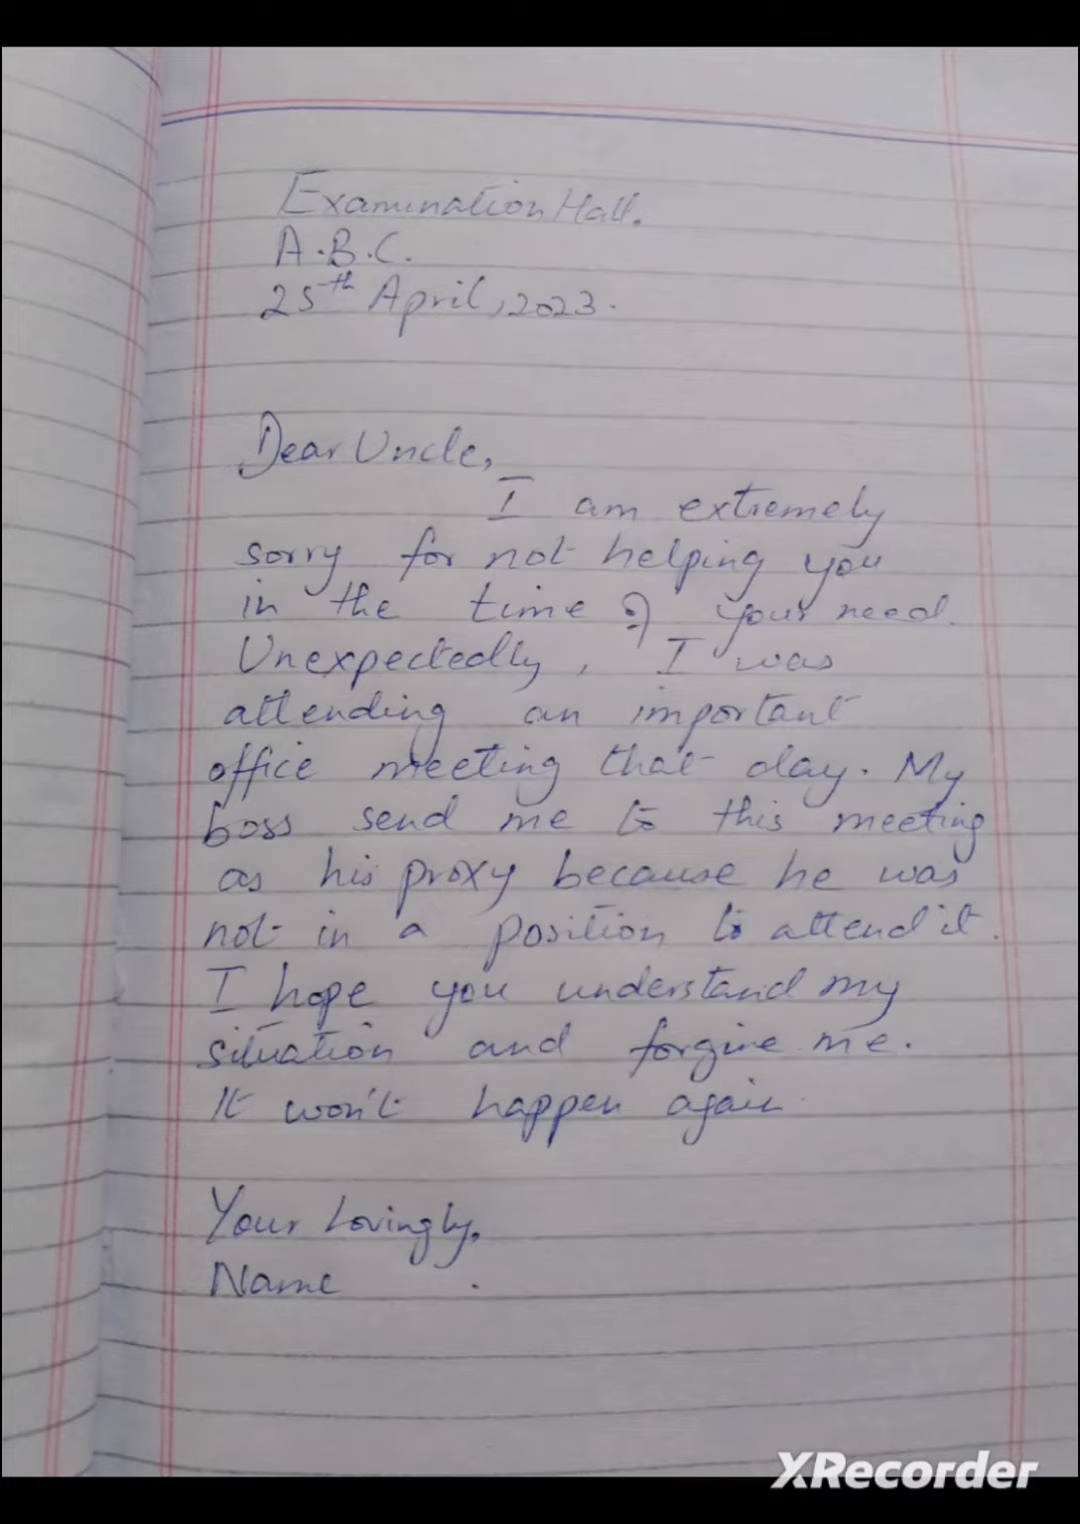 Examination Hall.
A.B.C.
25th April, 2023.
Dear Uncle,
I am extremely
sorry for not helping you
in the time of your need.
Unexpectedly, I was
attending an important
office meeting that day. My
boss send me to this meeting
as his proxy because he was
not in a position to attend it.
I hope you understand my
situation and forgive me.
It won't happen again.
Your Lovingly,
Name
XRecorder